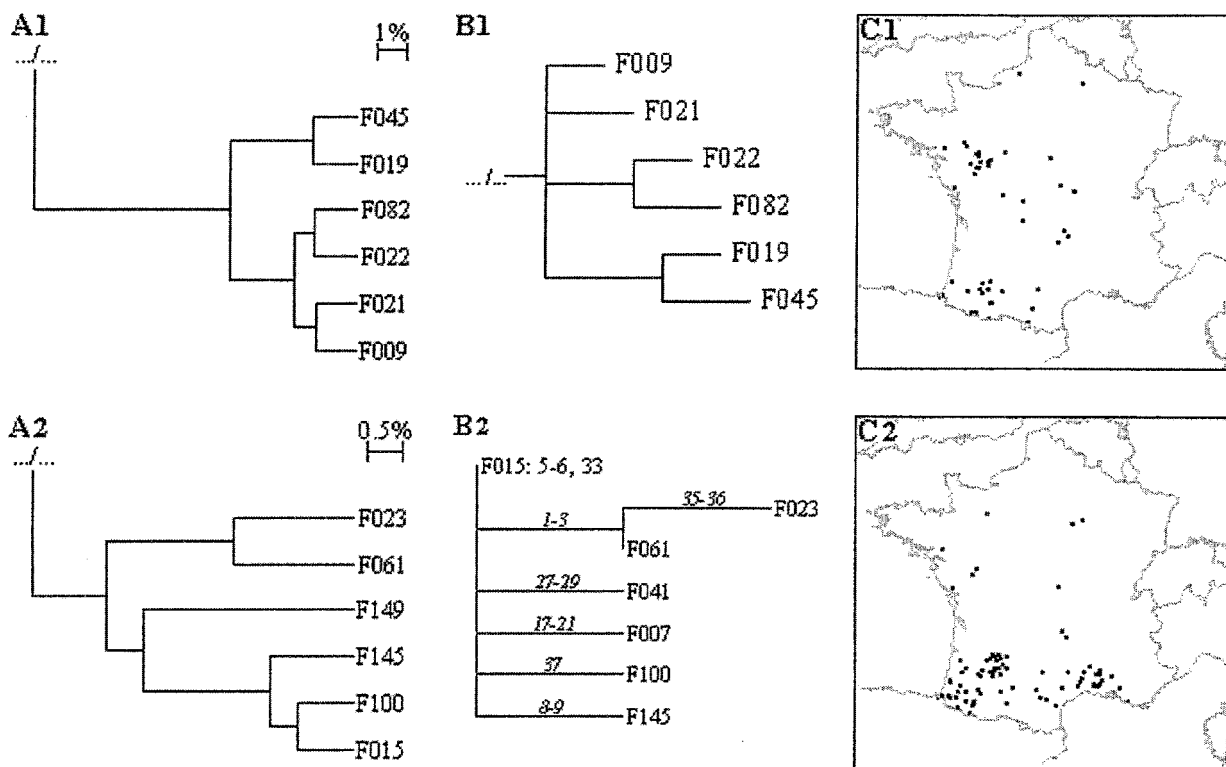 A1
1%
F045
F019
F082
F022
F021
F009
B1
F009
F021
F022
F082
F019
F045
C1
A2
0.5%
F023
F061
F149
F145
F100
F015
B2
F015: 5-6, 33
35-36
F023
1-3
F061
27-29
F041
17-21
F007
37
F100
8-9
F145
C2